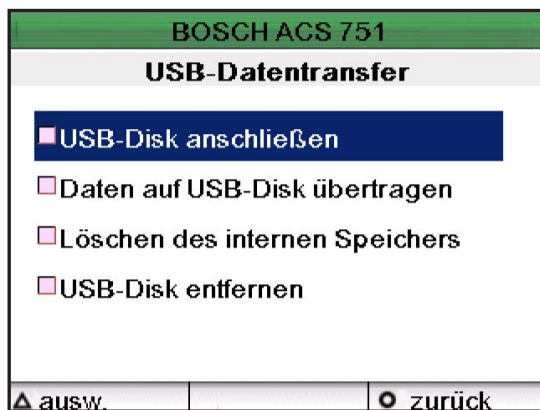 BOSCH ACS 751
USB-Datentransfer
USB-Disk anschließen
Daten auf USB-Disk übertragen
Löschen des internen Speichers
USB-Disk entfernen
ausw. zurück